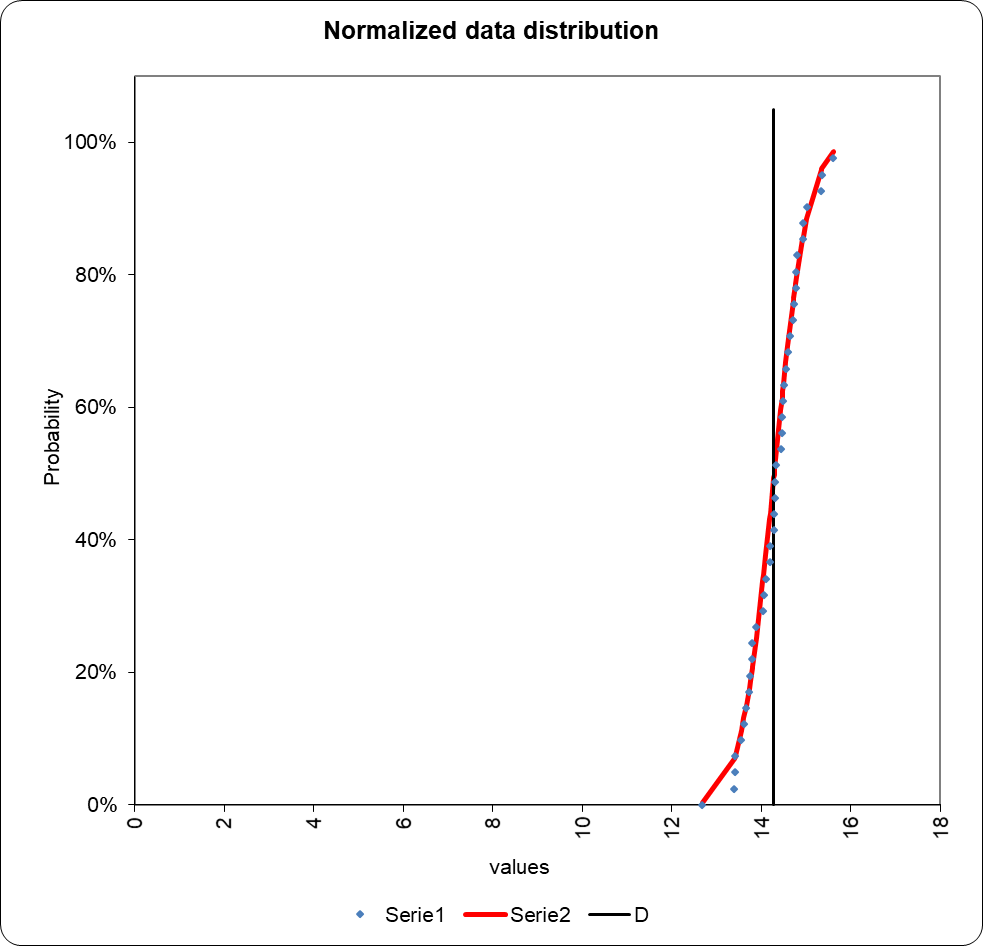 Normalized data distribution
100%
80%
60%
40%
20%
0%
Probability
0 2 4 6 8 10 12 14 16 18
values
Serie1 Serie2 D